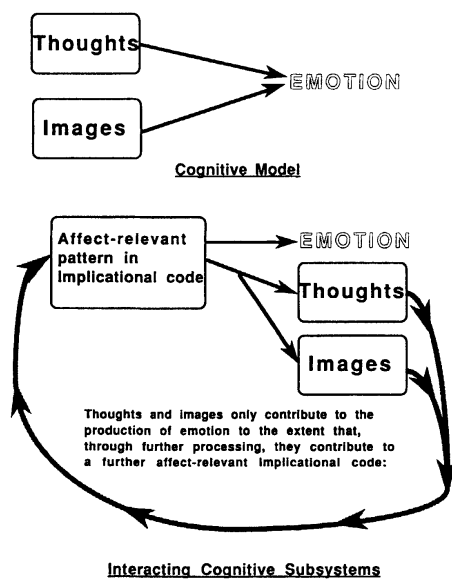 Thoughts
EMOTION
Images
Cognitive Model
Affect-relevant
pattern in
Implicational code
EMOTION
Thoughts
Images
Thoughts and images only contribute to the
production of emotion to the extent that,
through further processing, they contribute to
a further affect-relevant Implicational code:
Interacting Cognitive Subsystems